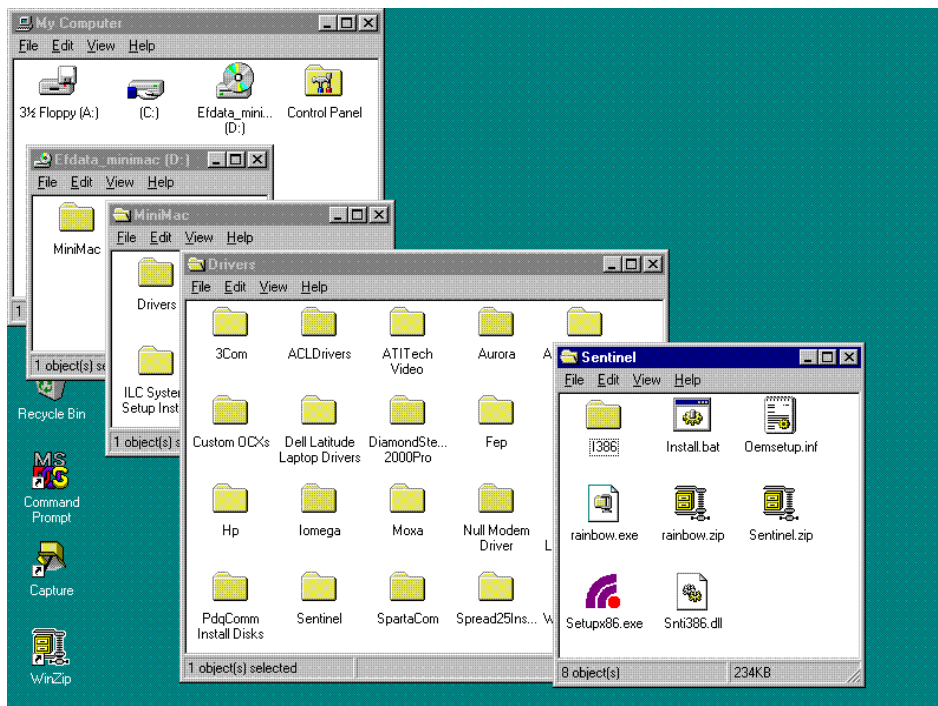 My Computer
File Edit View Help
3½ Floppy (A:)
(C:)
Efdata_mini...
(D:)
Control Panel
1
Efdata_minimac (D:)
File Edit View Help
MiniMac
1 object(s) se
MiniMac
File Edit View Help
Drivers
ILC Syster
Setup Inst
1 object(s) s
Drivers
File Edit View Help
3Com
ACLDrivers
ATITech
Video
Aurora
A
Custom OCXs
Dell Latitude
Laptop Drivers
DiamondSte...
2000Pro
Fep
Hp
Iomega
Moxa
Null Modem
Driver
L
PdqComm
Install Disks
Sentinel
SpartaCom
Spread25Ins...
W
1 object(s) selected
Sentinel
File Edit View Help
I386
Install.bat
Oemsetup.inf
rainbow.exe
rainbow.zip
Sentinel.zip
Setupx86.exe
Snti386.dll
8 object(s)
234KB
Recycle Bin
MS
Command
Prompt
Capture
WinZip